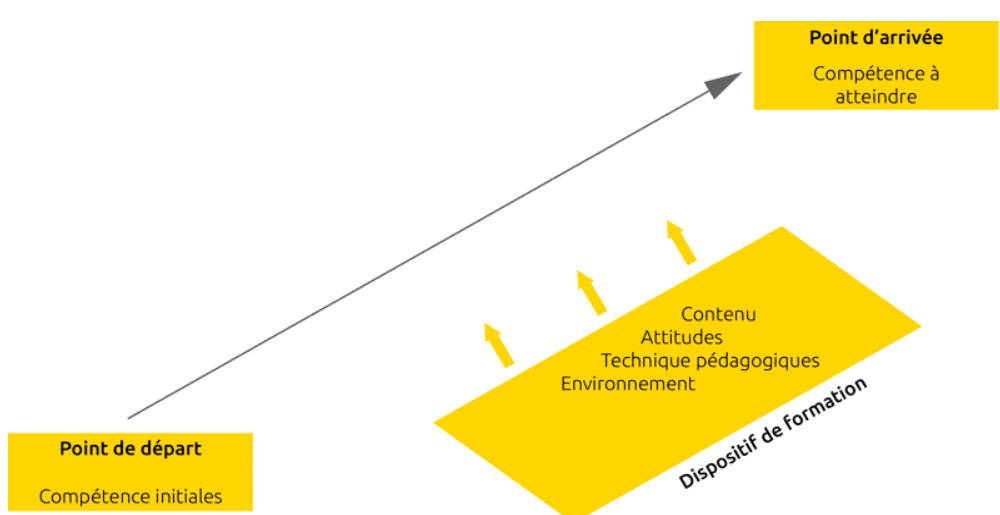 Point d’arrivée
Compétence à
atteindre
Contenu
Attitudes
Technique pédagogiques
Environnement
Dispositif de formation
Point de départ
Compétence initiales